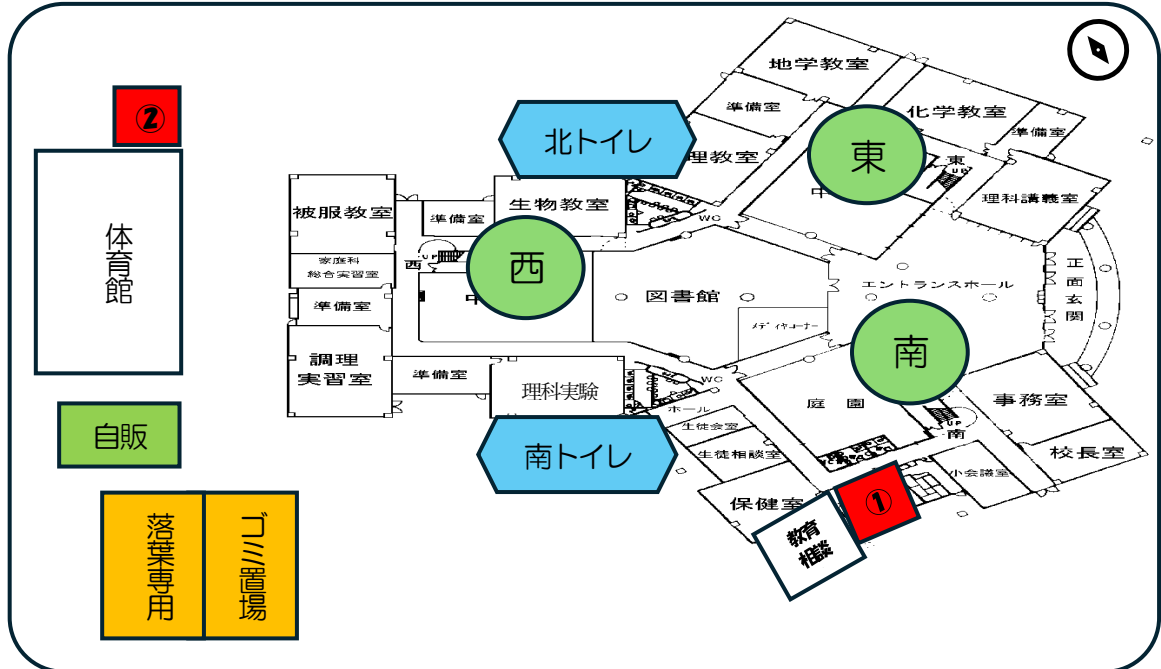 ②
体育館
自販
落葉専用
ゴミ置場
北トイレ
地学教室
準備室
理教室
化学教室
準備室
東
東
UP
中
理科講義室
WC
被服教室
準備室
生物教室
家庭科
総合実習室
西
UP
西
中
準備室
調理
実習室
準備室
理科実験
図書館
メディヤコーナー
エントランスホール
正面玄関
南
WC
ホール
生徒会室
生徒相談室
保健室
南トイレ
庭園
UP
南
事務室
校長室
小会議室
①
教育
相談